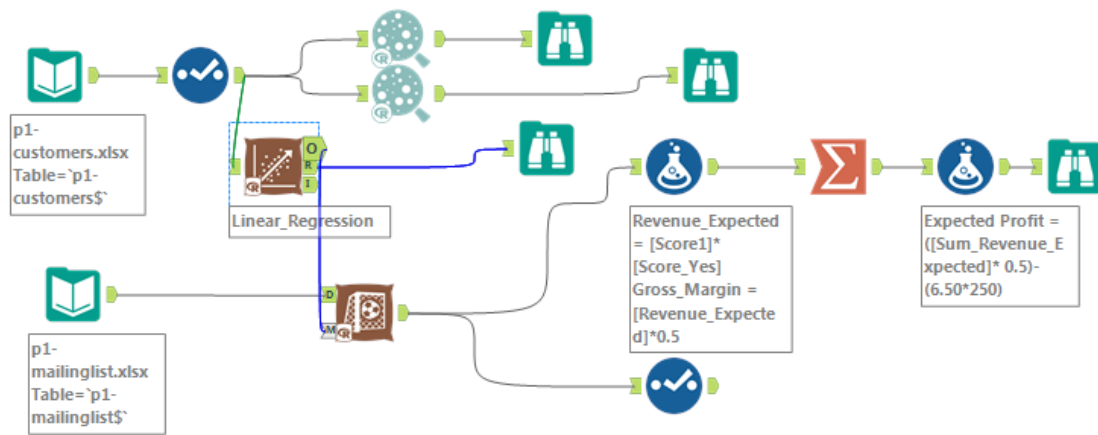 p1-
customers.xlsx
Table=`p1-
customers$`
O
R
I
Linear_Regression
D
M
p1-
mailinglist.xlsx
Table=`p1-
mailinglist$`
Revenue_Expected
= [Score1]*
[Score_Yes]
Gross_Margin =
[Revenue_Expecte
d]*0.5
Σ
Expected Profit =
([Sum_Revenue_E
xpected]* 0.5)-
(6.50*250)
R
R
R
R